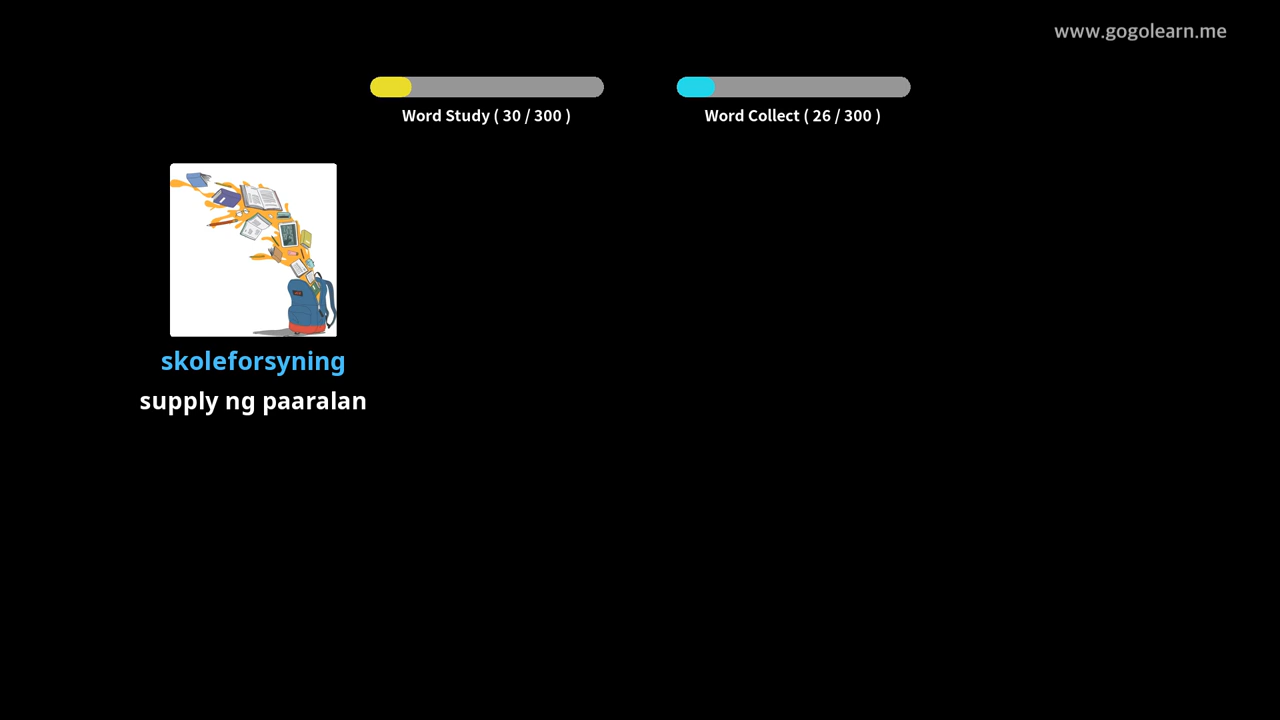 www.gogolearn.me
Word Study ( 30 / 300 )
Word Collect ( 26 / 300 )
skoleforsyning
supply ng paaralan